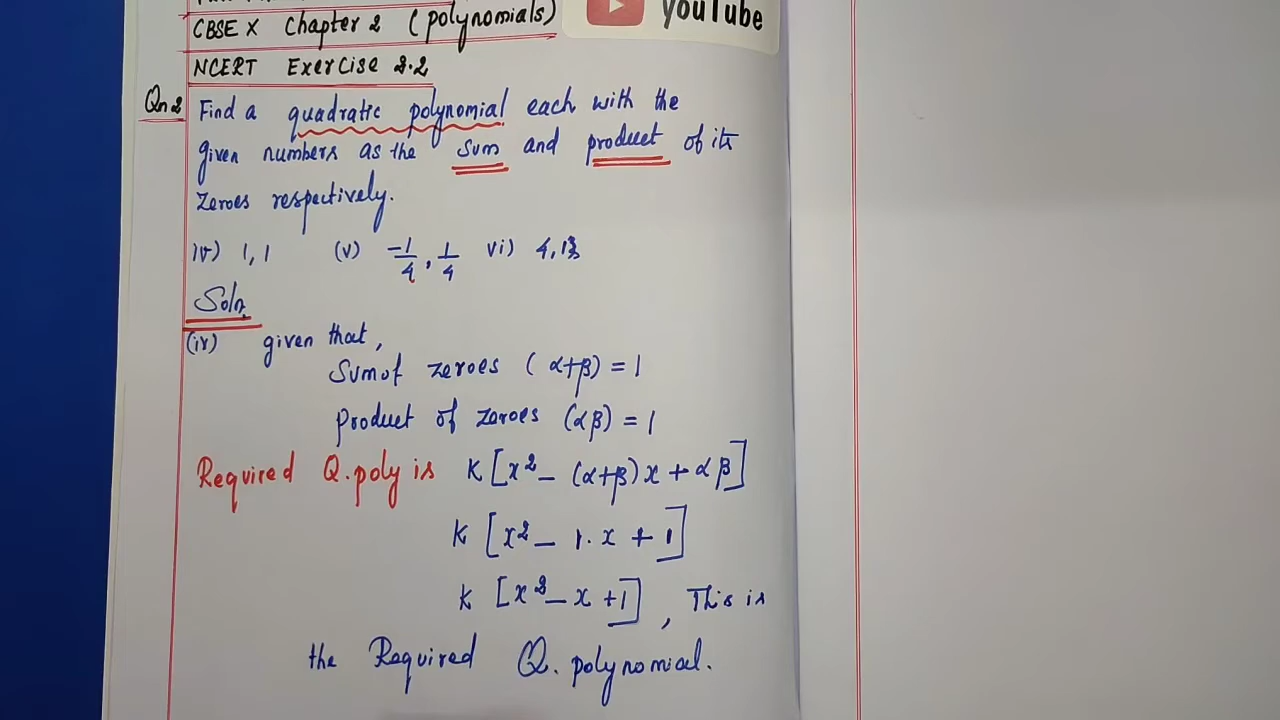 YouTube
CBSE X Chapter 2 (polynomials)
NCERT Exercise 2.2
Qn 2 Find a quadratic polynomial each with the
given numbers as the sum and product of its
zeroes respectively.
iv) 1, 1 (v) -1/4, 1/4 vi) 4, 1
Soln.
(iv) given that,
Sum of zeroes (α+β) = 1
product of zeroes (αβ) = 1
Required Q. poly is K[x² - (α+β)x + αβ]
K [x² - 1. x + 1]
K [x² - x + 1], This is
the Required Q. polynomial.